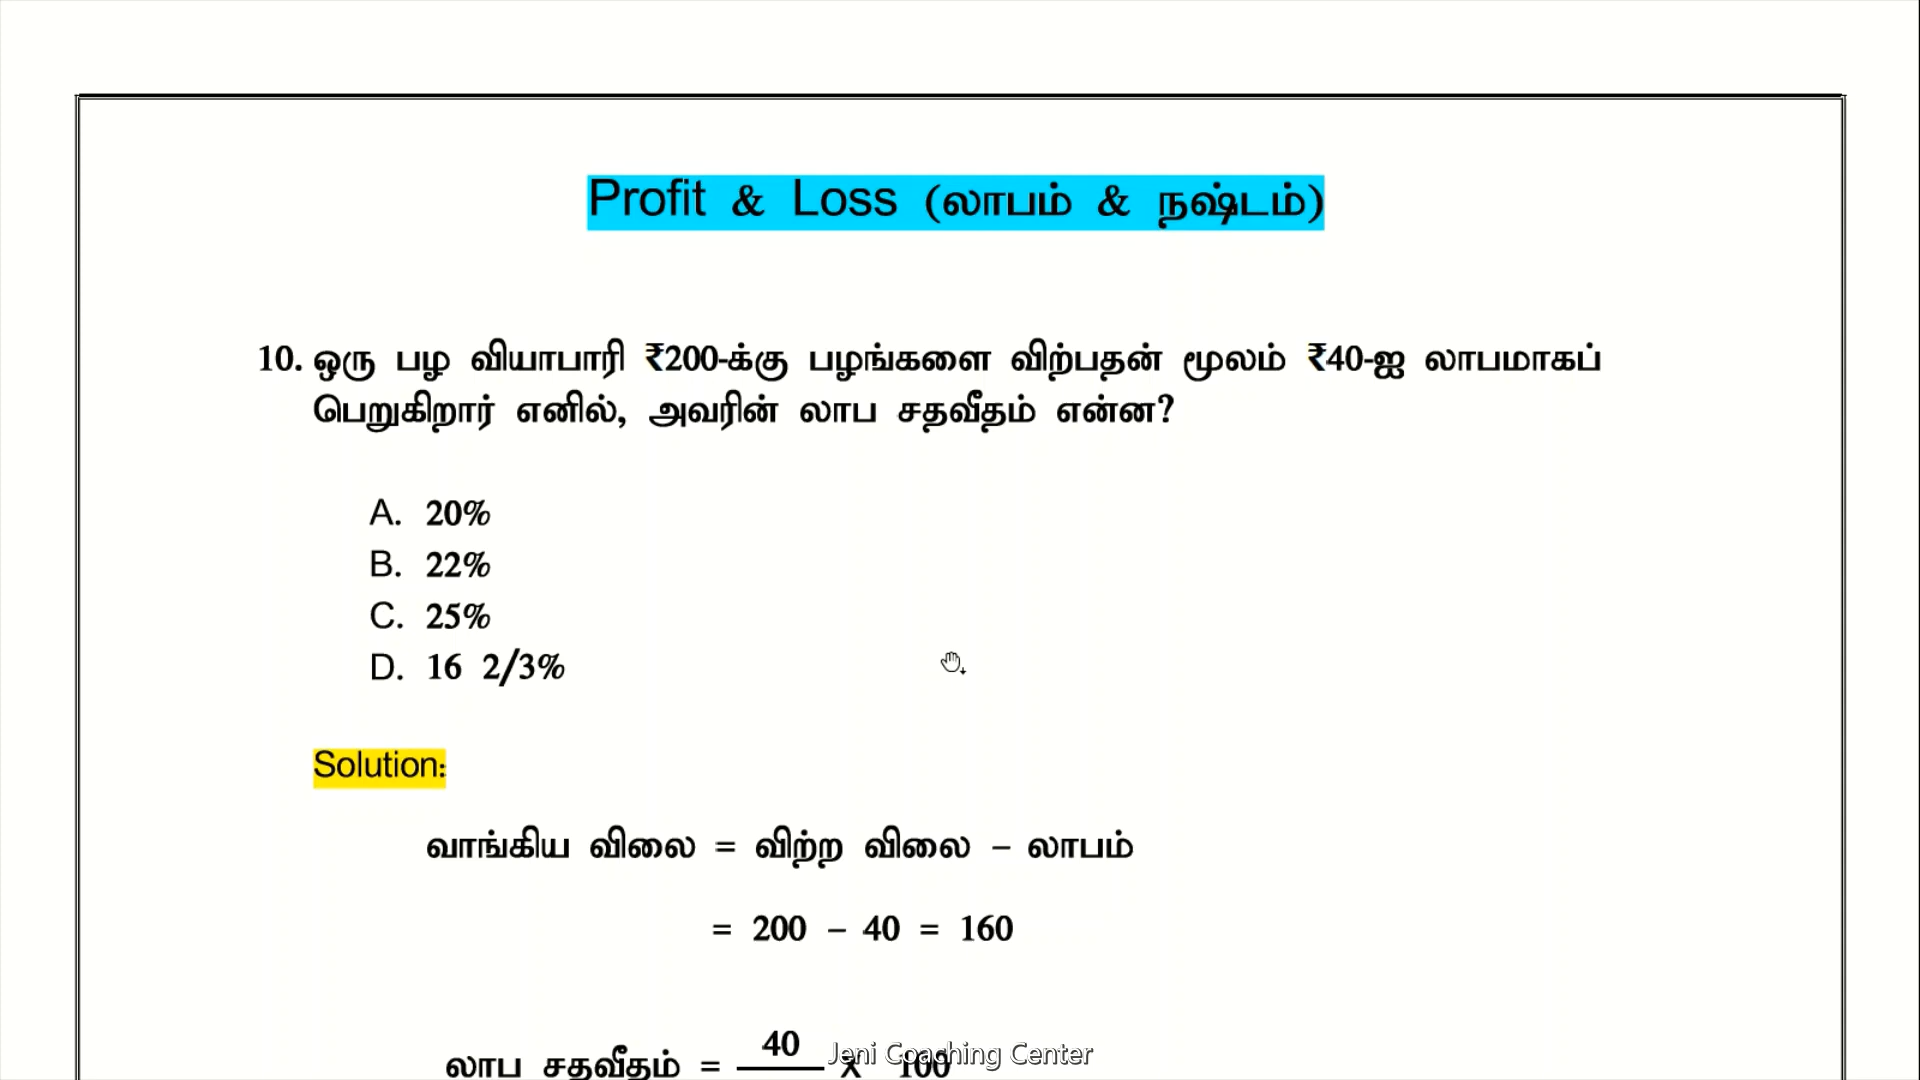 Profit & Loss (லாபம் & நஷ்டம்)
10. ஒரு பழ வியாபாரி ₹200-க்கு பழங்களை விற்பதன் மூலம் ₹40-ஐ லாபமாகப்
பெறுகிறார் எனில், அவரின் லாப சதவீதம் என்ன?
A. 20%
B. 22%
C. 25%
D. 16 2/3%
Solution:
வாங்கிய விலை = விற்ற விலை – லாபம்
= 200 – 40 = 160
40
லாப சதவீதம் = x 100
Jeni Coaching Center